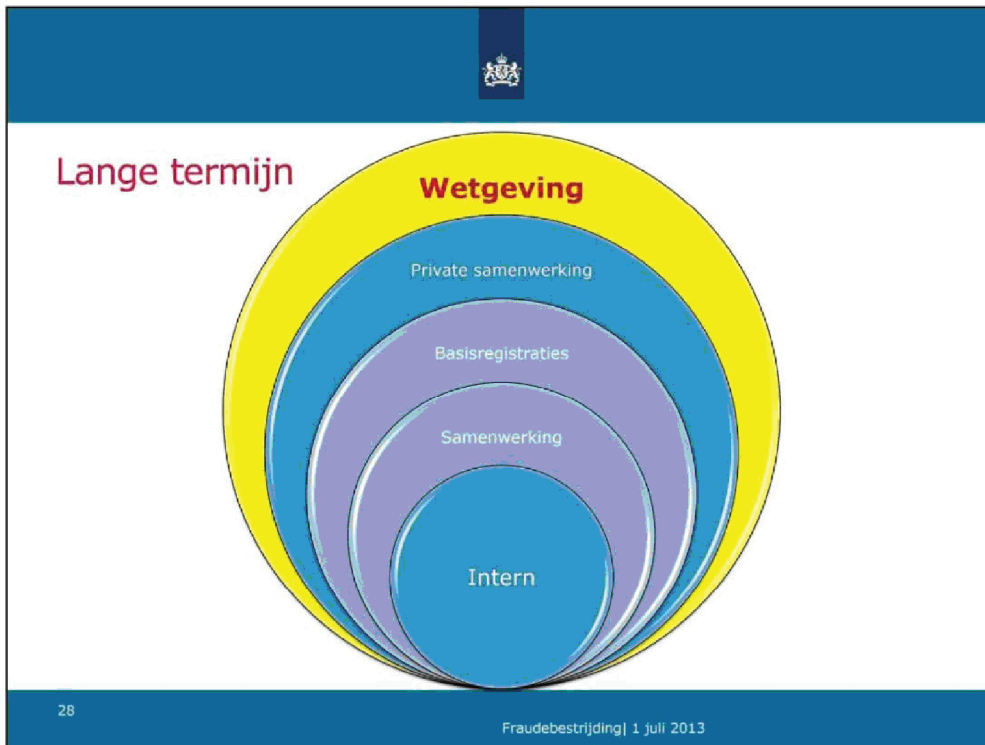 Lange termijn
Wetgeving
Private samenwerking
Basisregistraties
Samenwerking
Intern
28
Fraudebestrijding| 1 juli 2013